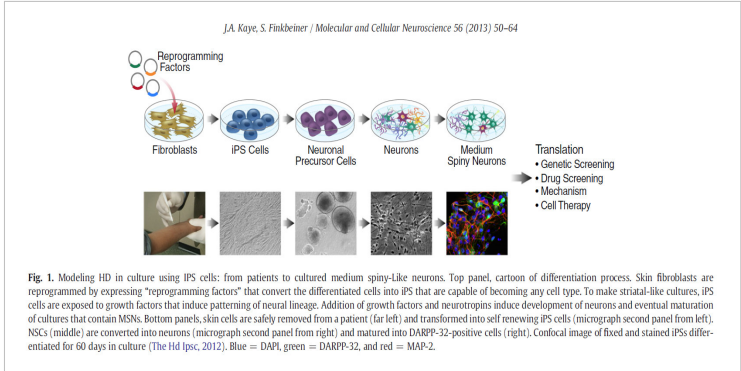 J.A. Kaye, S. Finkbeiner / Molecular and Cellular Neuroscience 56 (2013) 50–64
Reprogramming
Factors
Fibroblasts
iPS Cells
Neuronal
Precursor Cells
Neurons
Medium
Spiny Neurons
Translation
• Genetic Screening
• Drug Screening
• Mechanism
• Cell Therapy
Fig. 1. Modeling HD in culture using IPS cells: from patients to cultured medium spiny-Like neurons. Top panel, cartoon of differentiation process. Skin fibroblasts are
reprogrammed by expressing "reprogramming factors" that convert the differentiated cells into iPS that are capable of becoming any cell type. To make striatal-like cultures, iPS
cells are exposed to growth factors that induce patterning of neural lineage. Addition of growth factors and neurotropins induce development of neurons and eventual maturation
of cultures that contain MSNs. Bottom panels, skin cells are safely removed from a patient (far left) and transformed into self renewing iPS cells (micrograph second panel from left).
NSCs (middle) are converted into neurons (micrograph second panel from right) and matured into DARPP-32-positive cells (right). Confocal image of fixed and stained iPSs differ-
entiated for 60 days in culture (The Hd Ipsc, 2012). Blue = DAPI, green = DARPP-32, and red = MAP-2.